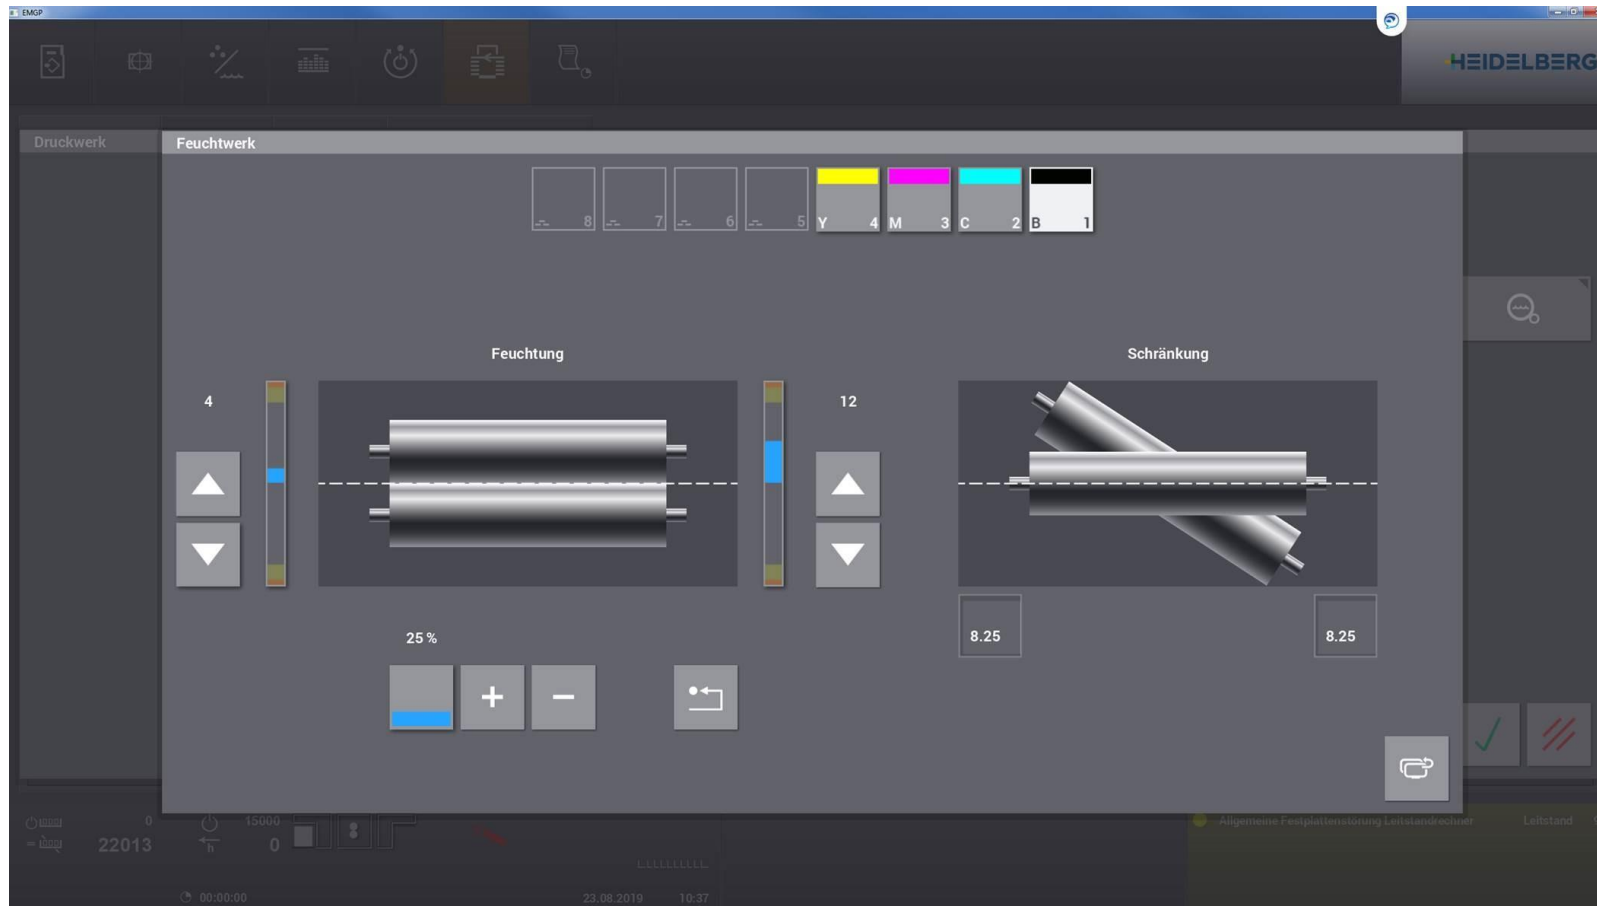 EMGP
HEIDELBERG
Druckwerk
Feuchtwerk
-.- 8 -.- 7 -.- 6 -.- 5 Y 4 M 3 C 2 B 1
Feuchtung
Schränkung
4
12
25 %
8.25
8.25
0
15000
22013
0
00:00:00
23.08.2019
10:37
Allgemeine Festplattenstörung Leitstandrechner
Leitstand